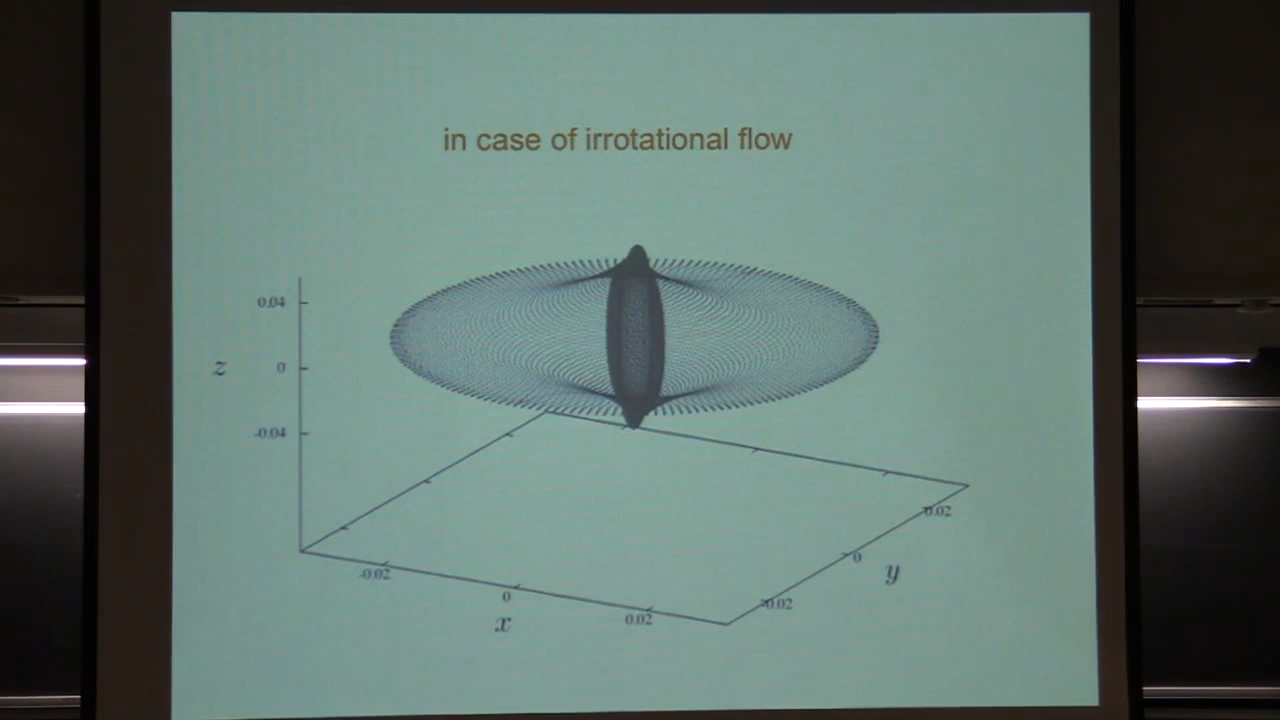 in case of irrotational flow
0.04
z
0
-0.04
-0.02
0
x
0.02
-0.02
0
y
0.02